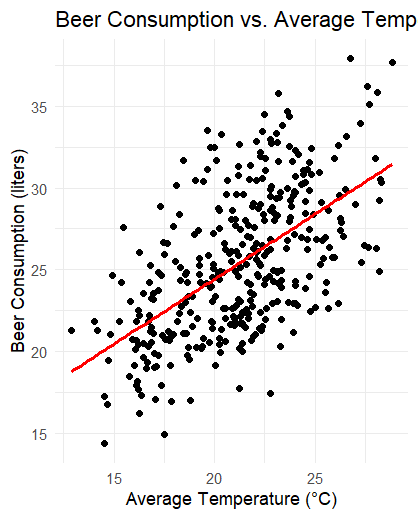 Beer Consumption vs. Average Temp
Beer Consumption (liters)
35
30
25
20
15
15 20 25
Average Temperature (°C)